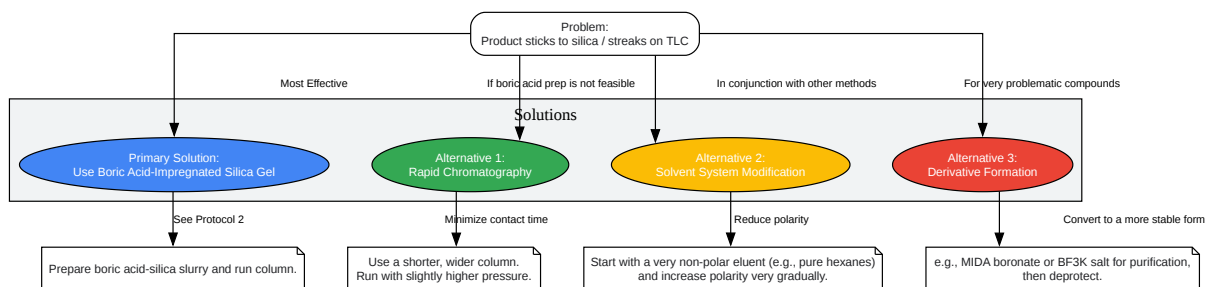 Problem:
Product sticks to silica / streaks on TLC
Most Effective
If boric acid prep is not feasible
In conjunction with other methods
For very problematic compounds
Solutions
Primary Solution:
Use Boric Acid-Impregnated Silica Gel
Alternative 1:
Rapid Chromatography
Alternative 2:
Solvent System Modification
Alternative 3:
Derivative Formation
See Protocol 2
Minimize contact time
Reduce polarity
Convert to a more stable form
Prepare boric acid-silica slurry and run column.
Use a shorter, wider column.
Run with slightly higher pressure.
Start with a very non-polar eluent (e.g., pure hexanes)
and increase polarity very gradually.
e.g., MIDA boronate or BF3K salt for purification,
then deprotect.